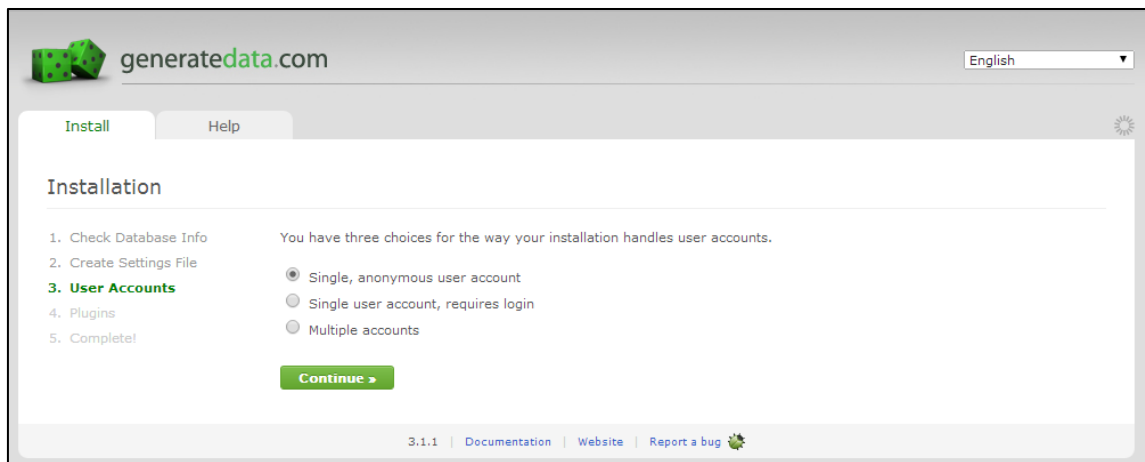 generatedata.com
English
Install Help
Installation
1. Check Database Info
2. Create Settings File
3. User Accounts
4. Plugins
5. Complete!
You have three choices for the way your installation handles user accounts.
Single, anonymous user account
Single user account, requires login
Multiple accounts
Continue »
3.1.1 | Documentation | Website | Report a bug